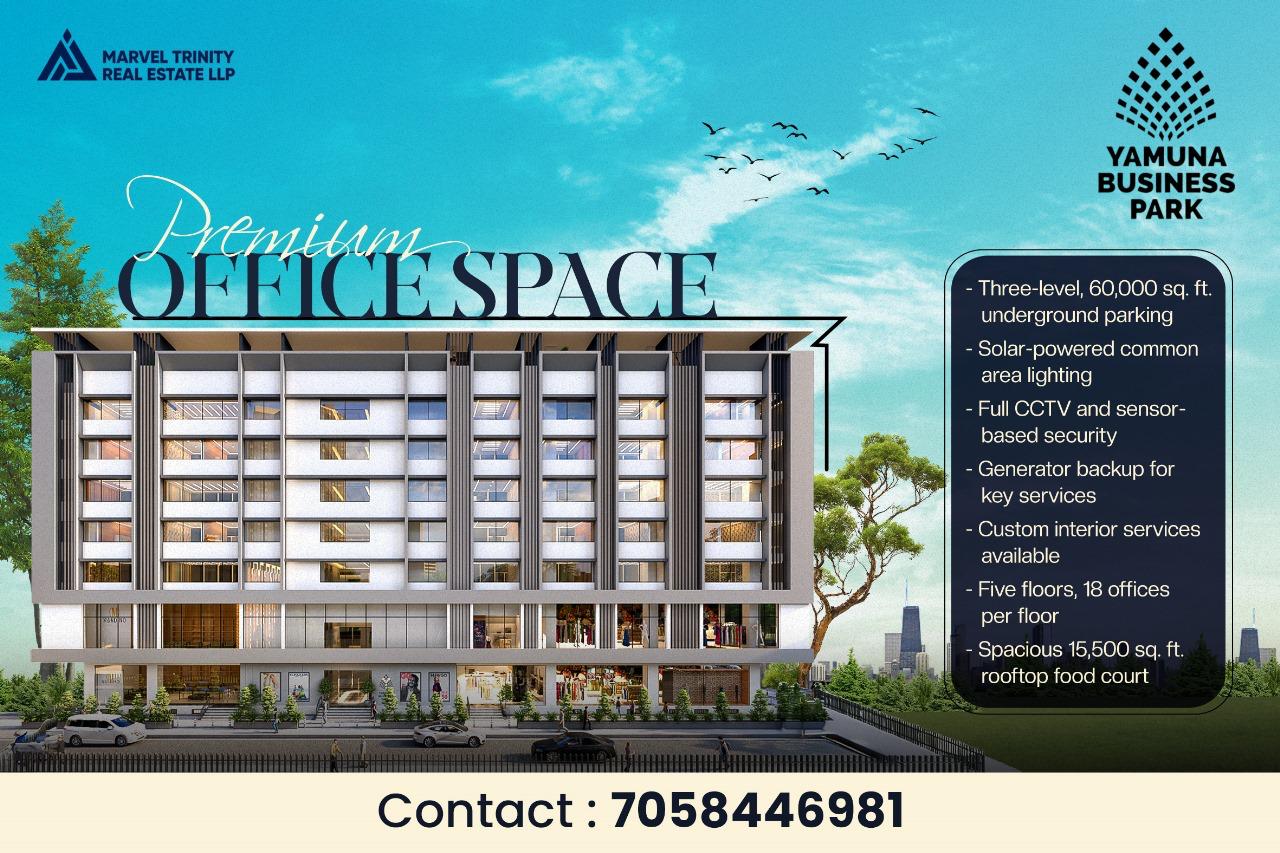 MARVEL TRINITY
REAL ESTATE LLP
YAMUNA
BUSINESS
PARK
Premium
OFFICE SPACE
- Three-level, 60,000 sq. ft.
underground parking
- Solar-powered common
area lighting
- Full CCTV and sensor-
based security
- Generator backup for
key services
- Custom interior services
available
- Five floors, 18 offices
per floor
- Spacious 15,500 sq. ft.
rooftop food court
Contact : 7058446981